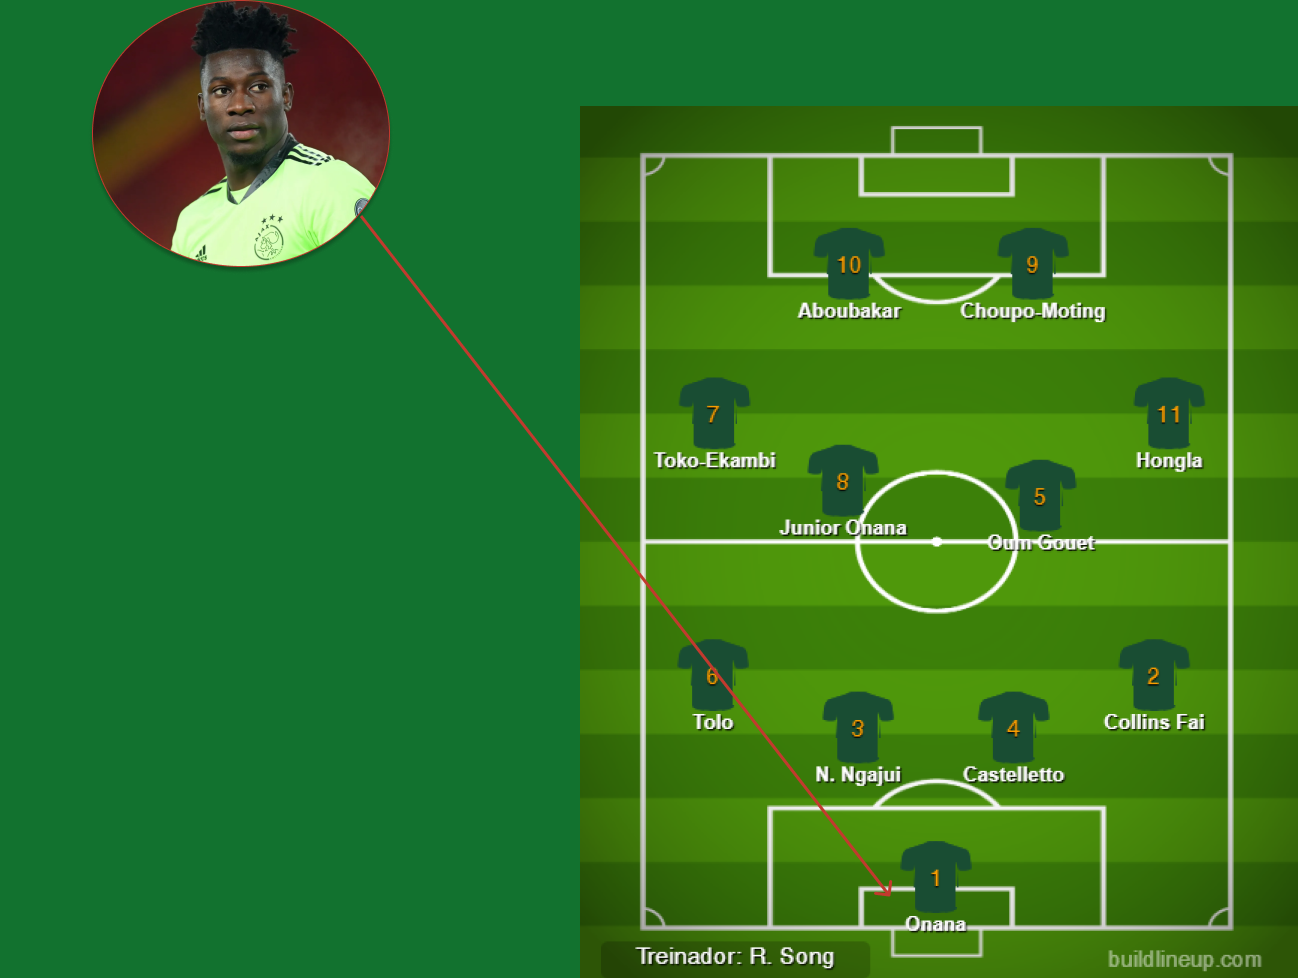 AJAX
10
9
Aboubakar
Choupo-Moting
7
11
Toko-Ekambi
Hongla
8
5
Junior Onana
Oum Gouet
6
2
Tolo
Collins Fai
3
4
N. Ngajui
Castelletto
1
Onana
Treinador: R. Song
buildlineup.com